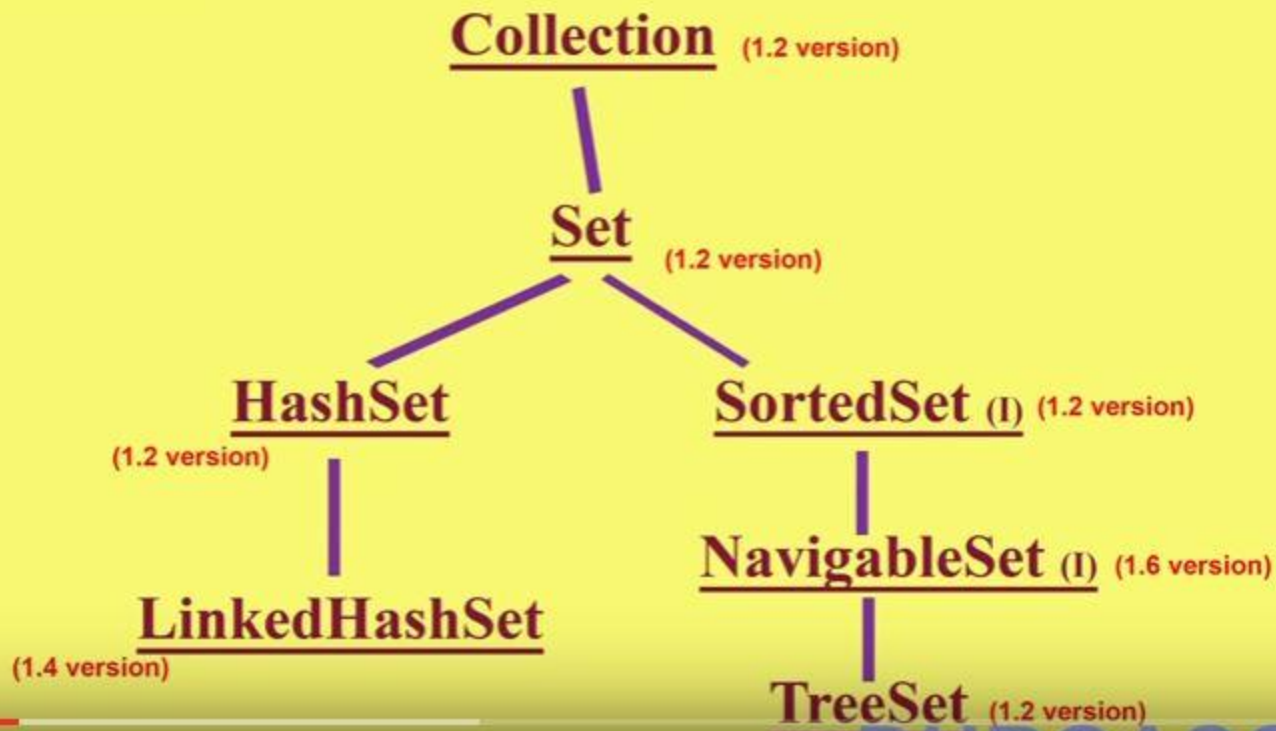 Collection (1.2 version)
Set (1.2 version)
HashSet
(1.2 version)
SortedSet (I) (1.2 version)
LinkedHashSet
(1.4 version)
NavigableSet (I) (1.6 version)
TreeSet (1.2 version)